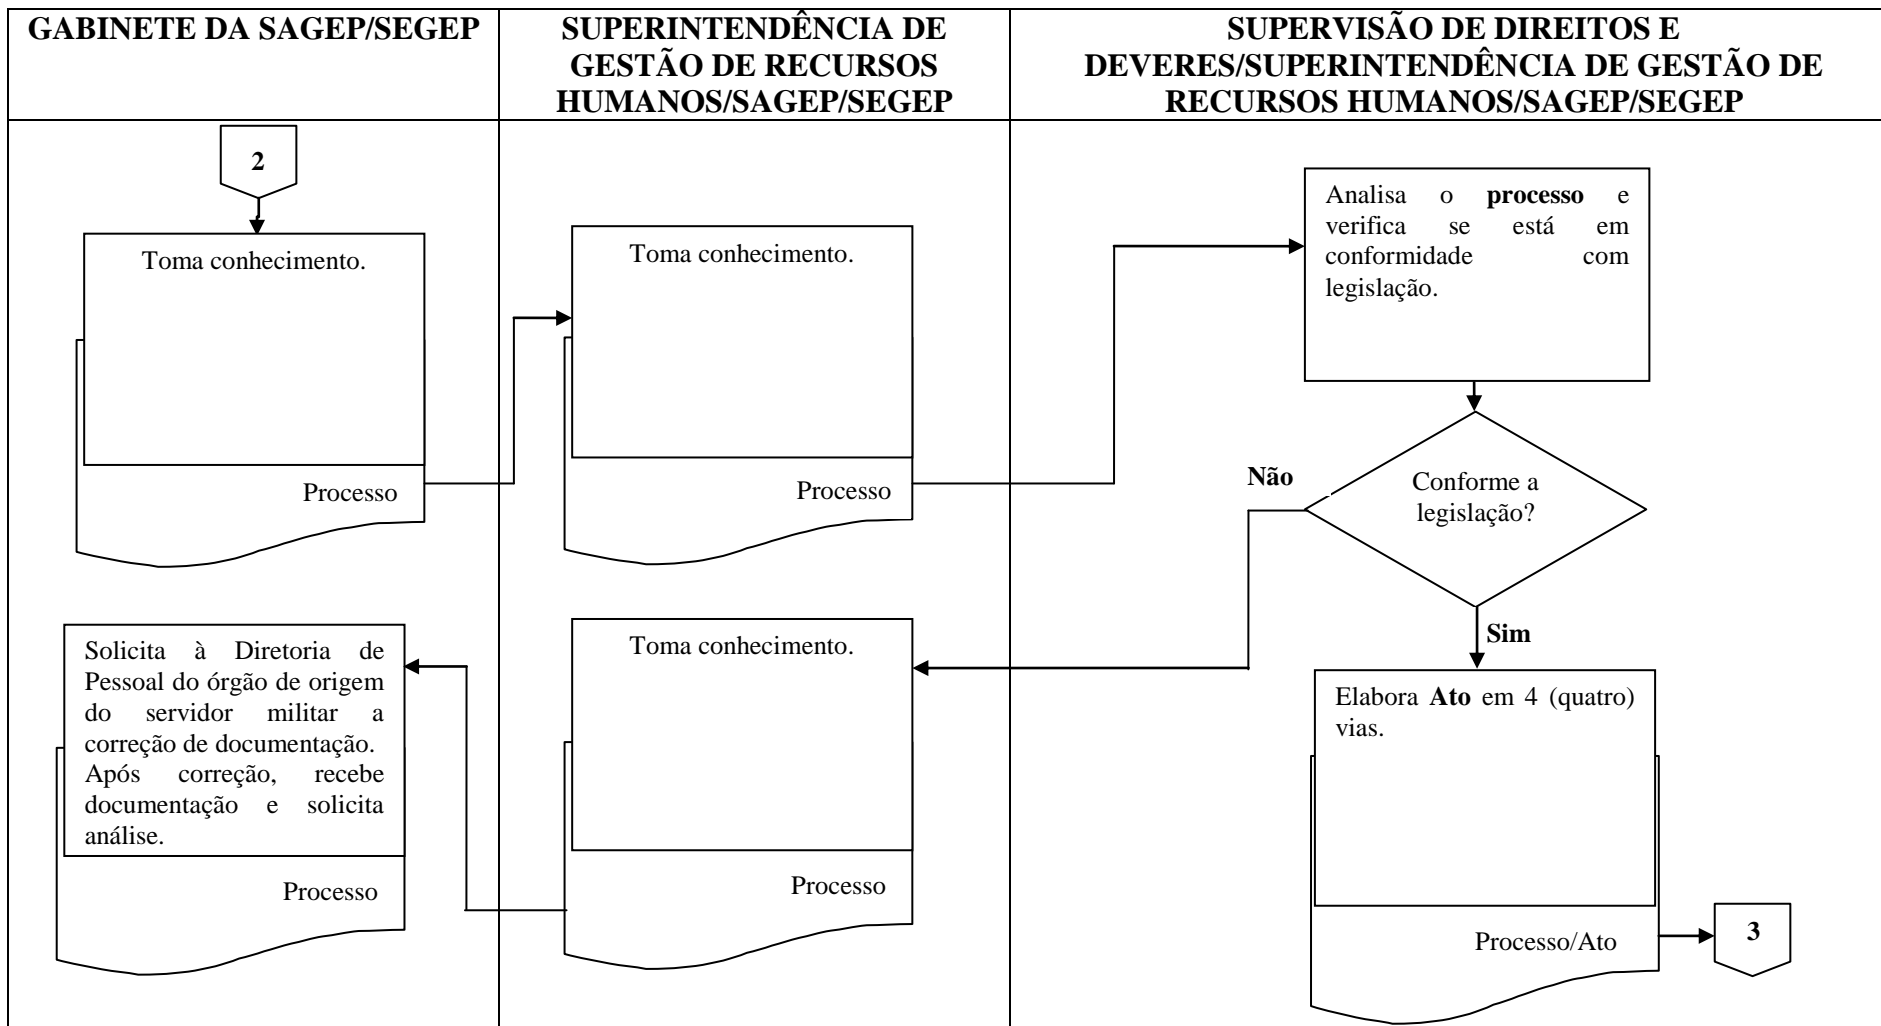 GABINETE DA SAGEP/SEGEP
SUPERINTENDÊNCIA DE
GESTÃO DE RECURSOS
HUMANOS/SAGEP/SEGEP
SUPERVISÃO DE DIREITOS E
DEVERES/SUPERINTENDÊNCIA DE GESTÃO DE
RECURSOS HUMANOS/SAGEP/SEGEP
2
Toma conhecimento.
Processo
Toma conhecimento.
Processo
Analisa o processo e
verifica se está em
conformidade com
legislação.
Conforme a
legislação?
Não
Sim
Solicita à Diretoria de
Pessoal do órgão de origem
do servidor militar a
correção de documentação.
Após correção, recebe
documentação e solicita
análise.
Processo
Toma conhecimento.
Processo
Elabora Ato em 4 (quatro)
vias.
Processo/Ato
3